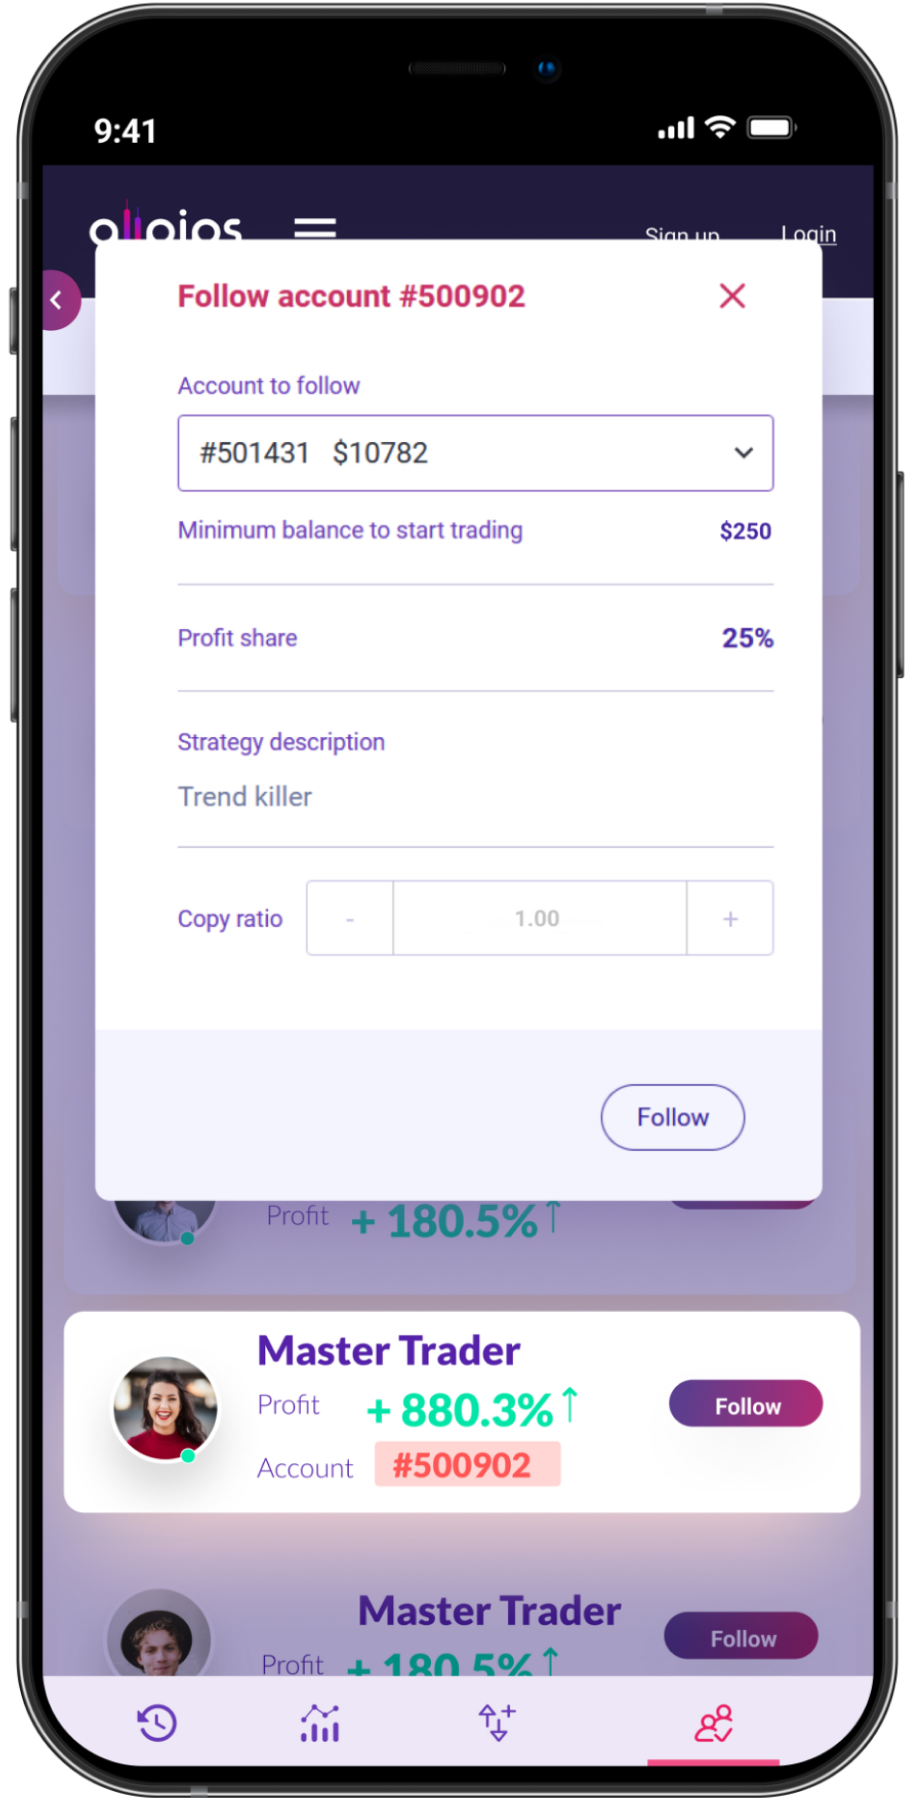 9:41
alloios
Sign up Login
Follow account #500902
Account to follow
#501431 $10782
Minimum balance to start trading $250
Profit share 25%
Strategy description
Trend killer
Copy ratio - 1.00 +
Follow
Profit + 180.5%↑
Master Trader
Profit + 880.3%↑
Follow
Account #500902
Master Trader
Follow
Profit + 180.5%↑